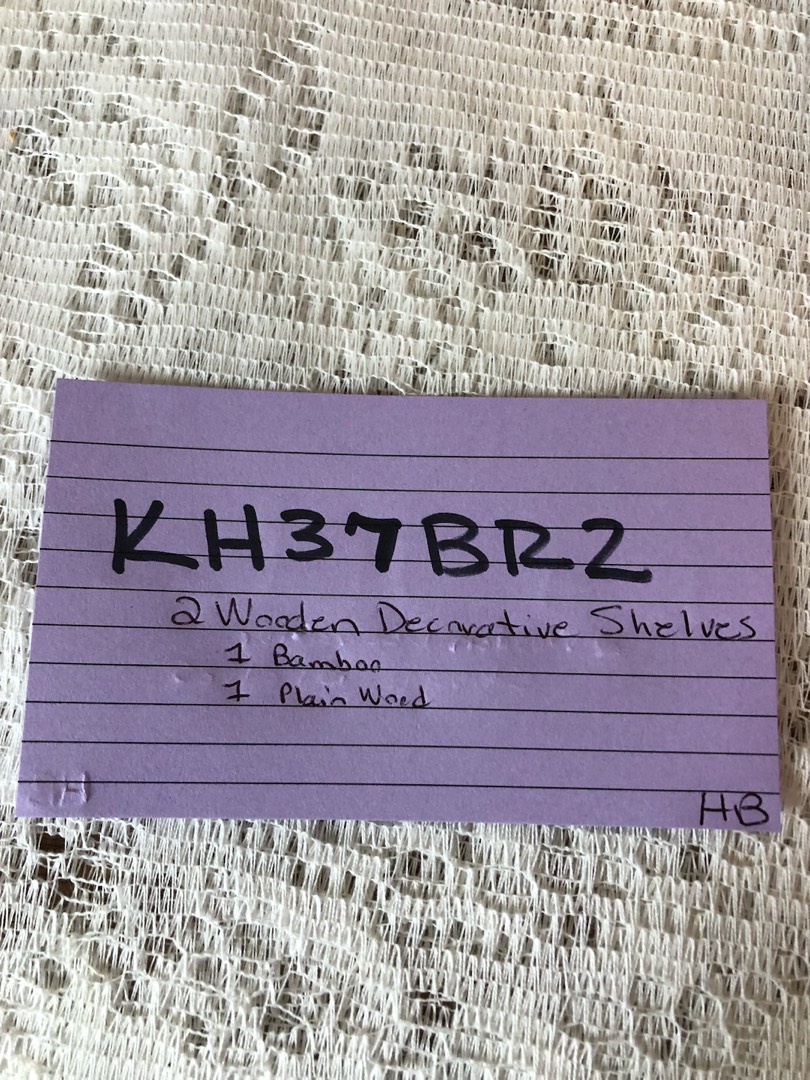 KH37BR2
2 Wooden Decorative Shelves
1 Bamboo
1 Plain Wood
HB